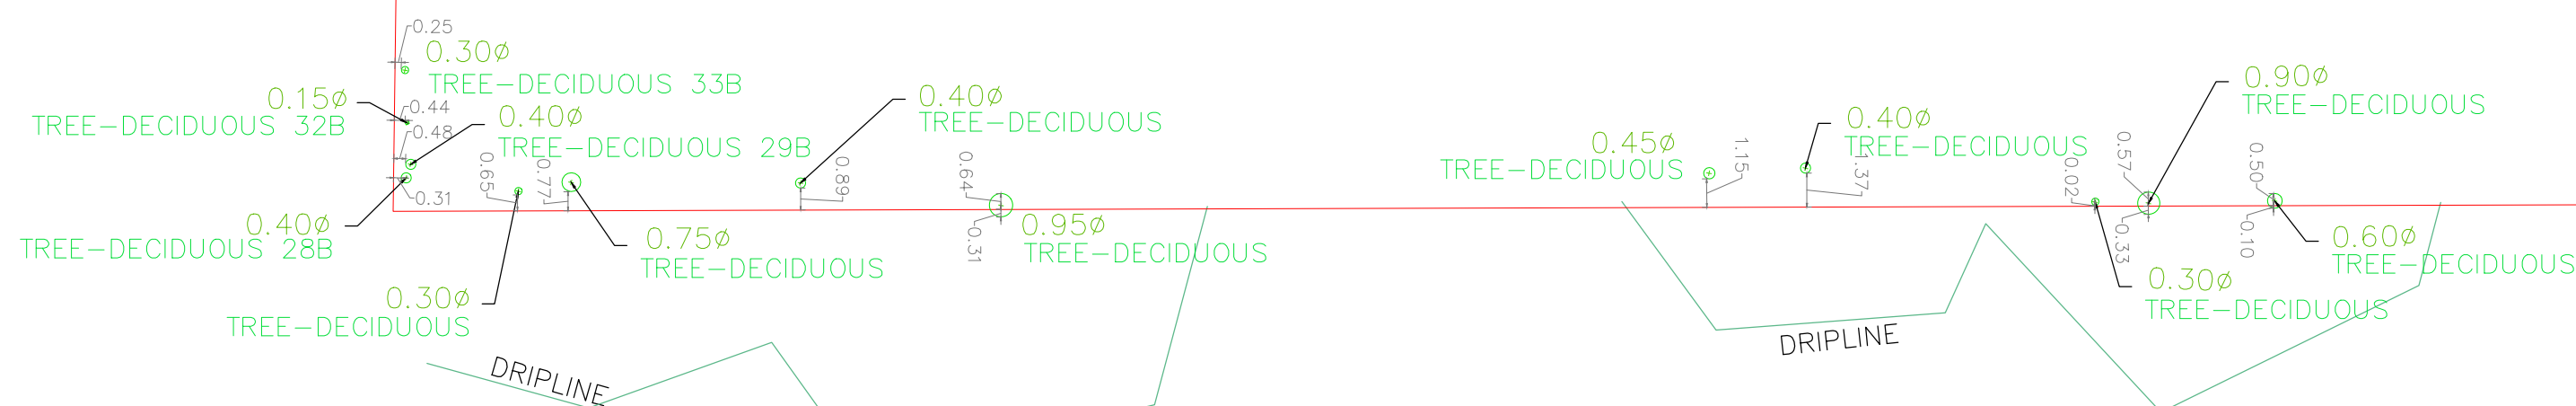 0.25
0.30ø
TREE-DECIDUOUS 33B
0.15ø
TREE-DECIDUOUS 32B
0.44
0.40ø
TREE-DECIDUOUS 29B
0.48
0.31
0.40ø
TREE-DECIDUOUS 28B
0.65
0.30ø
TREE-DECIDUOUS
0.77
0.75ø
TREE-DECIDUOUS
0.40ø
TREE-DECIDUOUS
0.89
0.64
0.31
0.95ø
TREE-DECIDUOUS
DRIPLINE
0.45ø
TREE-DECIDUOUS
1.15
0.40ø
TREE-DECIDUOUS
1.37
DRIPLINE
0.02
0.30ø
TREE-DECIDUOUS
0.57
0.33
0.90ø
TREE-DECIDUOUS
0.50
0.10
0.60ø
TREE-DECIDUOUS